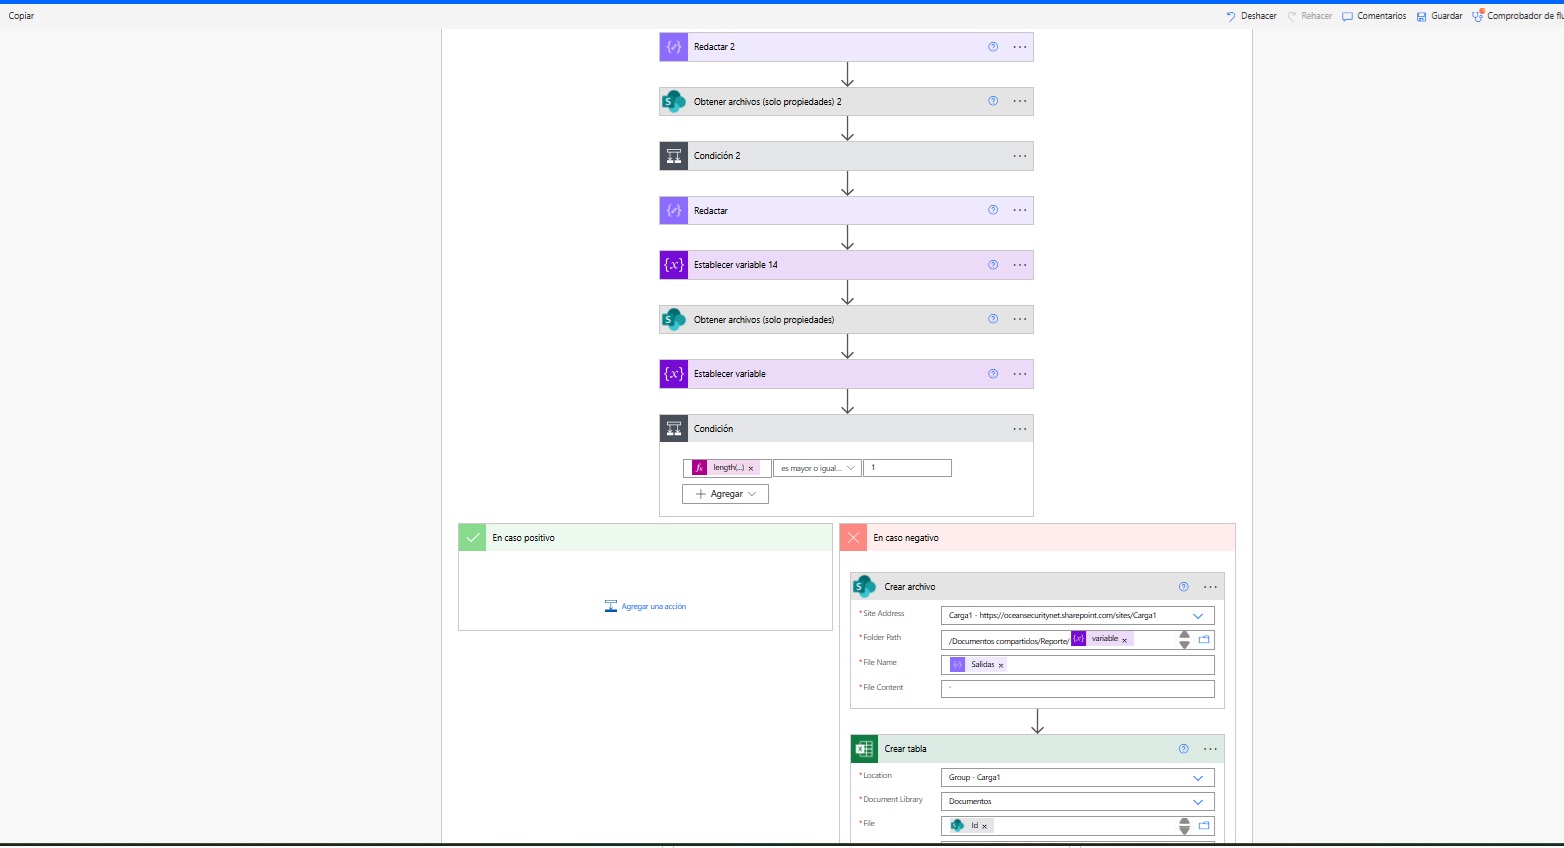 Copiar
Deshacer Rehacer Comentarios Guardar Comprobador de flu
Redactar 2
Obtener archivos (solo propiedades) 2
Condición 2
Redactar
{x} Establecer variable 14
Obtener archivos (solo propiedades)
{x} Establecer variable
Condición
fx length(...) × es mayor o igual... 1
+ Agregar
En caso positivo
En caso negativo
Agregar una acción
Crear archivo
*Site Address Carga1 - https://oceansecuritynet.sharepoint.com/sites/Carga1
*Folder Path /Documentos compartidos/Reporte/ {x} variable ×
*File Name Salidas ×
*File Content
Crear tabla
*Location Group - Carga1
*Document Library Documentos
*File Id ×